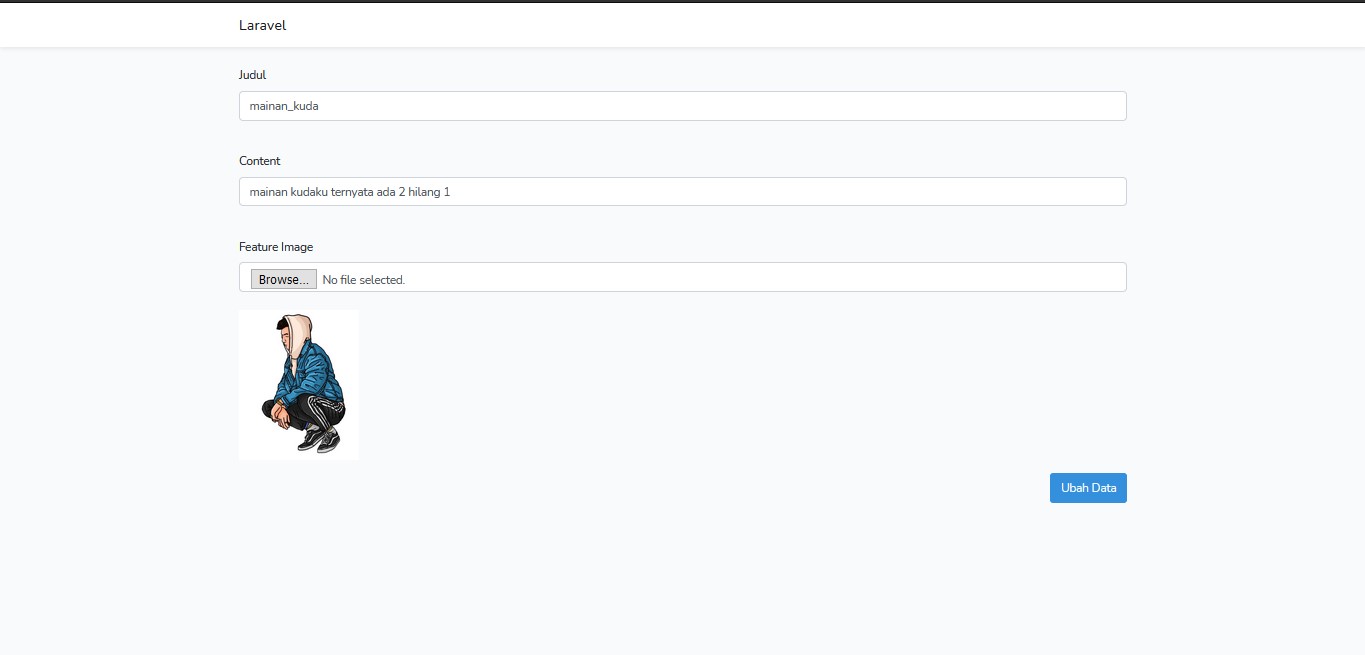 Laravel
Judul
mainan_kuda
Content
mainan kudaku ternyata ada 2 hilang 1
Feature Image
Browse... No file selected.
Ubah Data